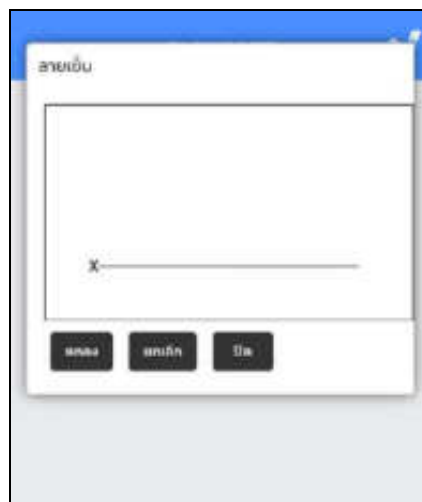 ลายเซ็น
x
ตกลง
ยกเลิก
ปิด